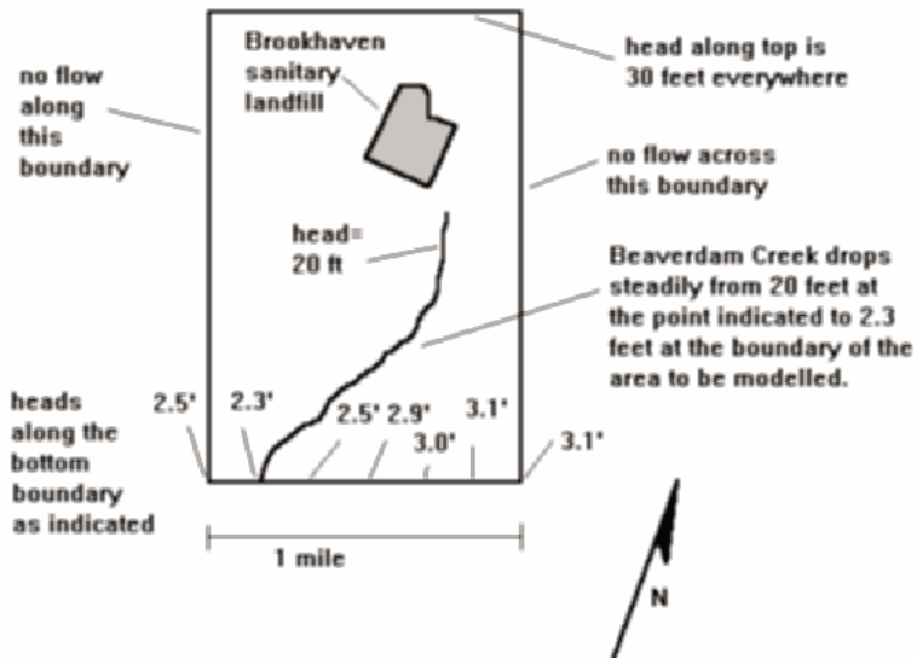 Brookhaven
sanitary
landfill
head along top is
30 feet everywhere
no flow
along
this
boundary
no flow across
this boundary
head=
20 ft
Beaverdam Creek drops
steadily from 20 feet at
the point indicated to 2.3
feet at the boundary of the
area to be modelled.
heads
along the
bottom
boundary
as indicated
2.5'
2.3'
2.5'
2.9'
3.0'
3.1'
3.1'
1 mile
N